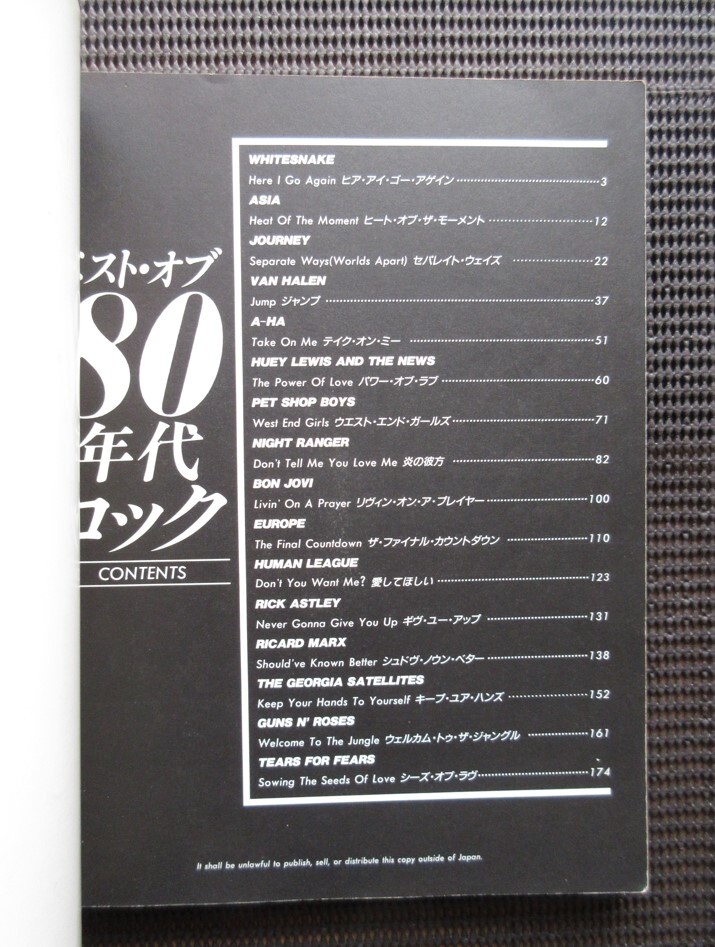 ベスト・オブ
80
年代
ロック
CONTENTS
WHITESNAKE
Here I Go Again ヒア・アイ・ゴー・アゲイン 3
ASIA
Heat Of The Moment ヒート・オブ・ザ・モーメント 12
JOURNEY
Separate Ways(Worlds Apart) セパレイト・ウェイズ 22
VAN HALEN
Jump ジャンプ 37
A-HA
Take On Me テイク・オン・ミー 51
HUEY LEWIS AND THE NEWS
The Power Of Love パワー・オブ・ラブ 60
PET SHOP BOYS
West End Girls ウエスト・エンド・ガールズ 71
NIGHT RANGER
Don't Tell Me You Love Me 炎の彼方 82
BON JOVI
Livin' On A Prayer リヴィン・オン・ア・プレイヤー 100
EUROPE
The Final Countdown ザ・ファイナル・カウントダウン 110
HUMAN LEAGUE
Don't You Want Me? 愛してほしい 123
RICK ASTLEY
Never Gonna Give You Up ギヴ・ユー・アップ 131
RICARD MARX
Should've Known Better シュドヴ・ノウン・ベター 138
THE GEORGIA SATELLITES
Keep Your Hands To Yourself キープ・ユア・ハンズ 152
GUNS N' ROSES
Welcome To The Jungle ウェルカム・トゥ・ザ・ジャングル 161
TEARS FOR FEARS
Sowing The Seeds Of Love シーズ・オブ・ラヴ 174
It shall be unlawful to publish, sell, or distribute this copy outside of Japan.